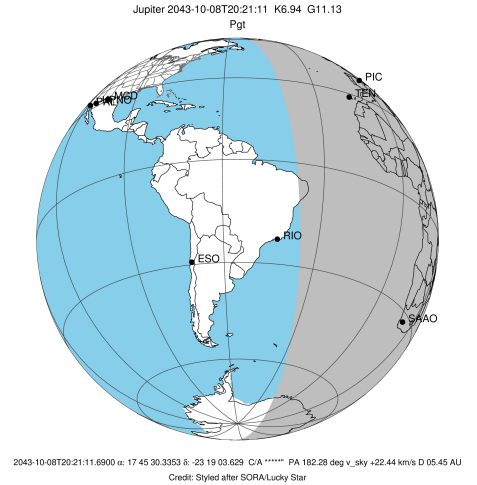 Jupiter 2043-10-08T20:21:11 K6.94 G11.13
Pgt
PIC
TEN
MCD
RIO
ESO
SAAO
2043-10-08T20:21:11.6900 α: 17 45 30.3353 δ: -23 19 03.629 C/A *****" PA 182.28 deg v_sky +22.44 km/s D 05.45 AU
Credit: Styled after SORA/Lucky Star